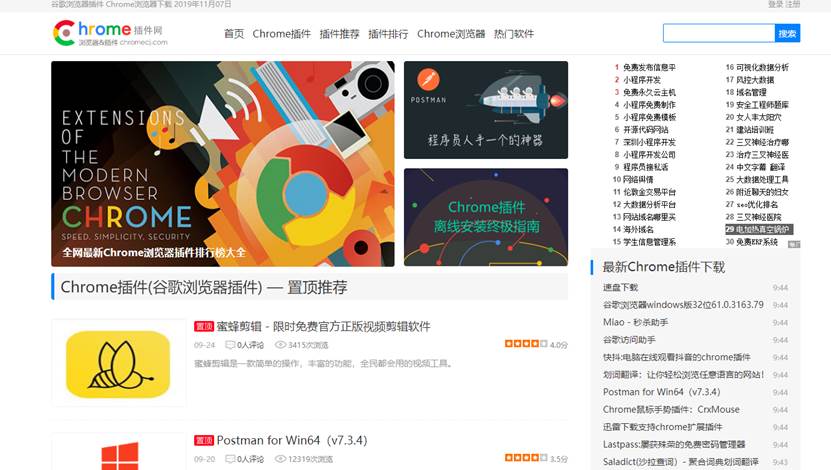 谷歌浏览器插件 Chrome浏览器下载 2019年11月07日
登录 注册
Chrome 插件网
浏览器&插件 chromecj.com
首页 Chrome插件 插件推荐 插件排行 Chrome浏览器 热门软件
搜索
EXTENSIONS
OF
THE
MODERN
BROWSER
CHROME
SPEED, SIMPLICITY, SECURITY
全网最新Chrome浏览器插件排行榜大全
POSTMAN
程序员人手一个的神器
Chrome插件
离线安装终极指南
1 免费发布信息平
2 小程序开发
3 免费永久云主机
4 小程序免费制作
5 小程序免费模板
6 开源代码网站
7 深圳小程序开发
8 小程序开发公司
9 程序员接私活
10 网络舆情
11 伦敦金交易平台
12 大数据分析平台
13 网站域名哪里买
14 海外域名
15 学生信息管理系
16 可视化数据分析
17 风控大数据
18 域名管理
19 安全工程师题库
20 女人丰太阳穴
21 建站培训班
22 三叉神经治疗哪
23 治疗三叉神经医
24 中文字幕 翻译
25 大数据处理工具
26 附近聊天的妇女
27 seo优化排名
28 三叉神经医院
29 电加热真空锅炉
30 免费ERP系统
Chrome插件(谷歌浏览器插件) — 置顶推荐
置顶 蜜蜂剪辑 - 限时免费官方正版视频剪辑软件
09-24 0人评论 3415次浏览 4.0分
蜜蜂剪辑是一款简单的操作，丰富的功能，全民都会用的视频工具。
置顶 Postman for Win64（v7.3.4）
09-20 0人评论 12319次浏览 3.5分
最新Chrome插件下载
速盘下载 9:44
谷歌浏览器windows版32位61.0.3163.79 9:44
Miao - 秒杀助手 9:44
谷歌访问助手 9:44
快抖:电脑在线观看抖音的chrome插件 9:44
划词翻译：让你轻松浏览任意语言的网站! 9:44
Postman for Win64（v7.3.4） 9:44
Chrome鼠标手势插件：CrxMouse 9:44
迅雷下载支持chrome扩展插件 9:44
Lastpass:屡获殊荣的免费密码管理器 9:44
Saladict(沙拉查词) - 聚合词典划词翻译 9:43